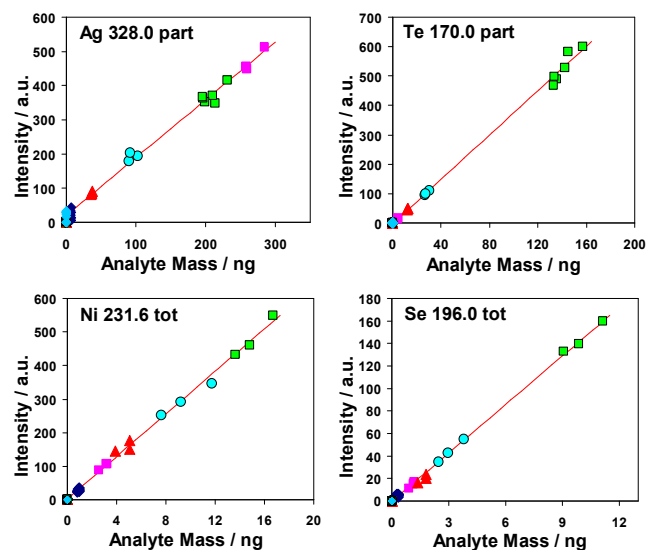 Ag 328.0 part
Intensity / a.u.
600
500
400
300
200
100
0
0 100 200 300
Analyte Mass / ng
Te 170.0 part
Intensity / a.u.
700
600
500
400
300
200
100
0
0 40 80 120 160 200
Analyte Mass / ng
Ni 231.6 tot
Intensity / a.u.
600
500
400
300
200
100
0
0 4 8 12 16 20
Analyte Mass / ng
Se 196.0 tot
Intensity / a.u.
180
160
140
120
100
80
60
40
20
0
0 3 6 9 12
Analyte Mass / ng